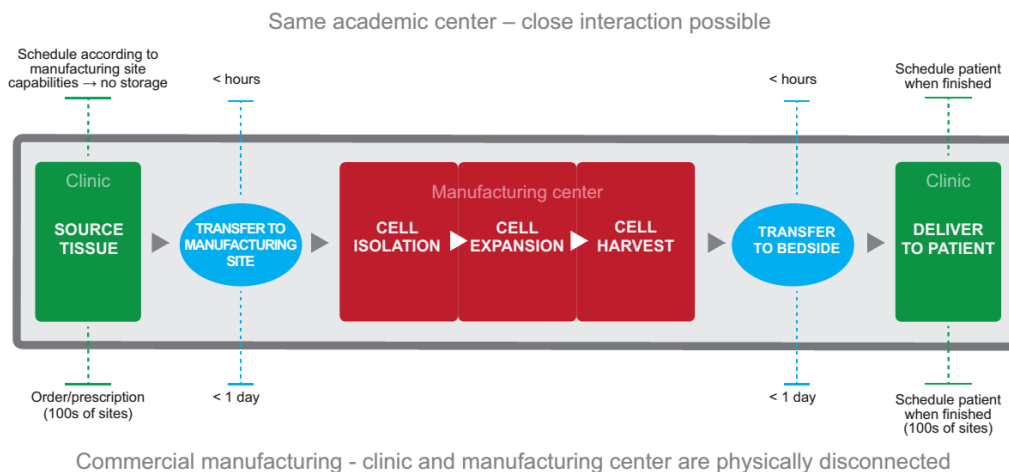 Same academic center – close interaction possible
Schedule according to
manufacturing site
capabilities → no storage
< hours
< hours
Schedule patient
when finished
Clinic
SOURCE
TISSUE
TRANSFER TO
MANUFACTURING
SITE
Manufacturing center
CELL
ISOLATION
CELL
EXPANSION
CELL
HARVEST
TRANSFER
TO BEDSIDE
Clinic
DELIVER
TO PATIENT
Order/prescription
(100s of sites)
< 1 day
< 1 day
Schedule patient
when finished
(100s of sites)
Commercial manufacturing - clinic and manufacturing center are physically disconnected